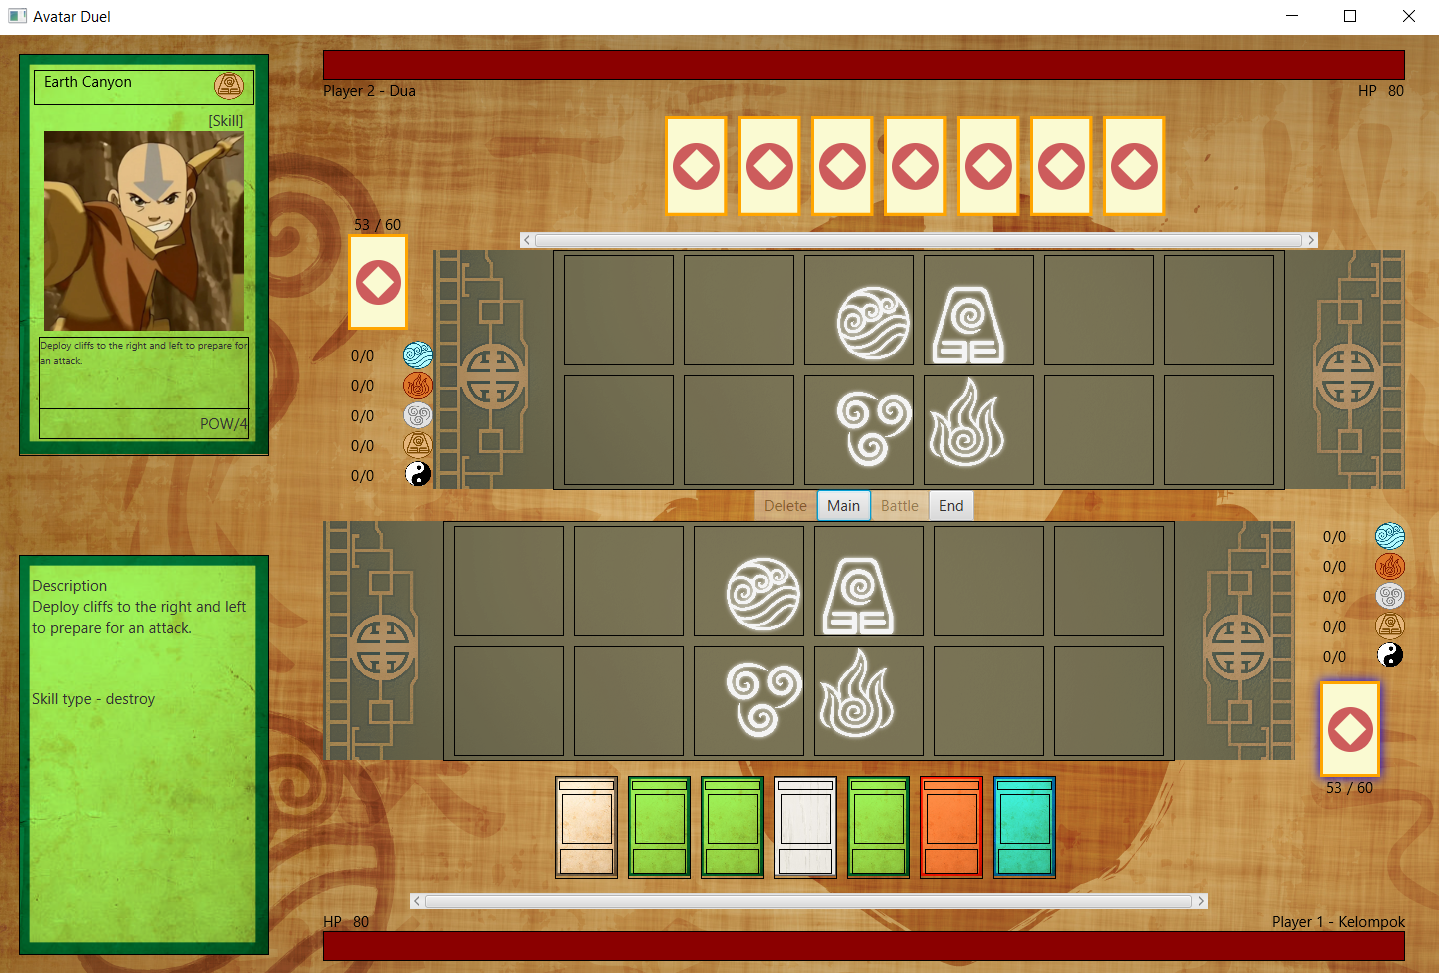 Avatar Duel
Earth Canyon
[Skill]
Deploy cliffs to the right and left to prepare for
an attack.
POW/4
Description
Deploy cliffs to the right and left
to prepare for an attack.
Skill type - destroy
Player 2 - Dua
HP 80
53 / 60
0/0
0/0
0/0
0/0
0/0
Delete Main Battle End
0/0
0/0
0/0
0/0
0/0
53 / 60
HP 80
Player 1 - Kelompok